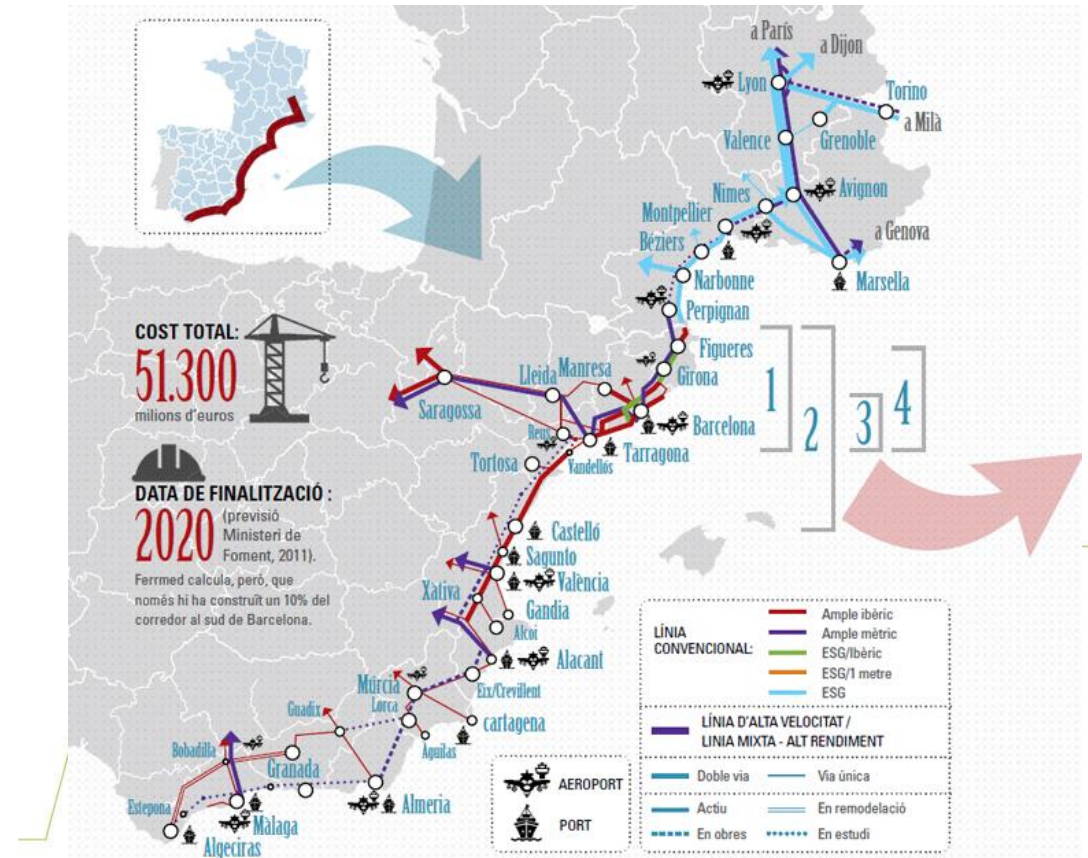 a París
a Dijon
Lyon
Torino
a Milà
Valence
Grenoble
Avignon
Nimes
Montpellier
a Genova
Béziers
Marsella
Narbonne
Perpignan
COST TOTAL:
51.300
milions d'euros
Figueres
Girona
Manresa
Lleida
Saragossa
Barcelona
Reus
Tarragona
Tortosa
Vandellós
1
2
3
4
DATA DE FINALITZACIÓ :
2020
(previsió
Ministeri de
Foment, 2011).
Ferrmed calcula, però, que
només hi ha construït un 10% del
corredor al sud de Barcelona.
Castelló
Sagunto
València
Xàtiva
Gandia
Alcoi
Alacant
Múrcia
Elx/Crevillent
Lorca
cartagena
Guadix
Águilas
Bobadilla
Granada
Almeria
Estepona
Màlaga
Algeciras
LÍNIA
CONVENCIONAL:
Ample ibèric
Ample mètric
ESG/Ibèric
ESG/1 metre
ESG
LÍNIA D'ALTA VELOCITAT /
LINIA MIXTA - ALT RENDIMENT
Doble via
Via única
Actiu
En remodelació
En obres
En estudi
AEROPORT
PORT